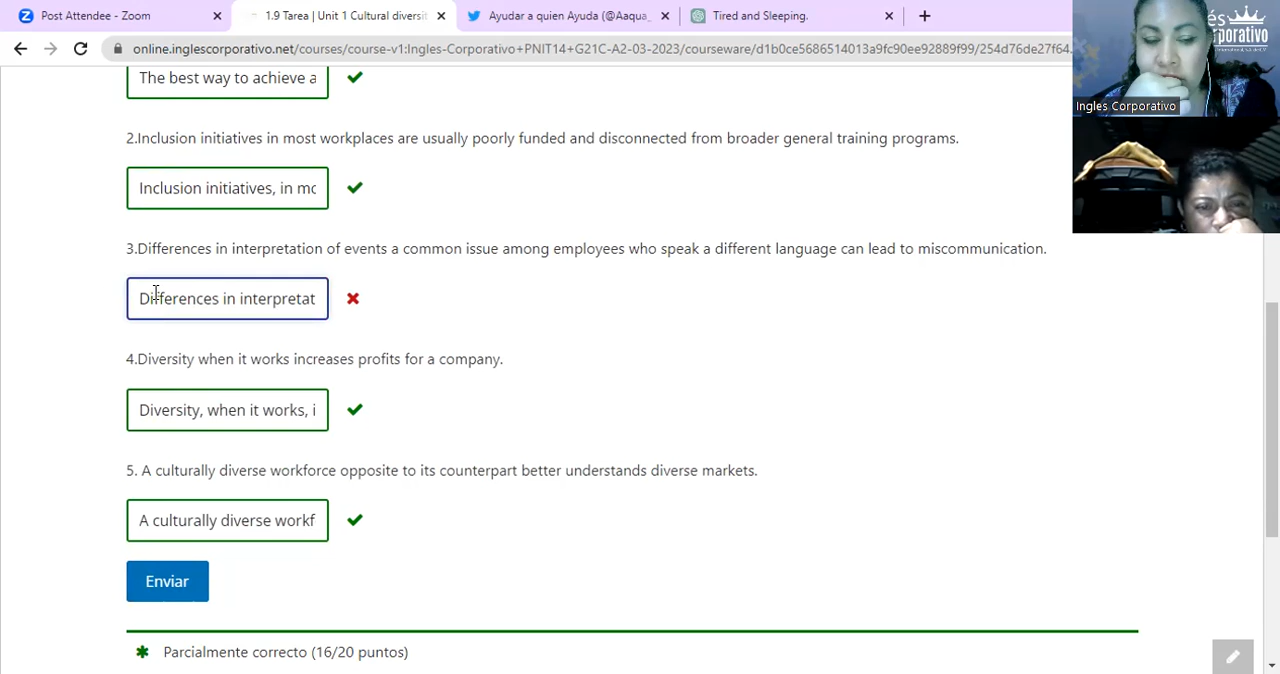 Post Attendee - Zoom
1.9 Tarea | Unit 1 Cultural diversit
Ayudar a quien Ayuda (@Aaqua_
Tired and Sleeping.
online.inglescorporativo.net/courses/course-v1:Ingles-Corporativo+PNIT14+G21C-A2-03-2023/courseware/d1b0ce5686514013a9fc90ee92889f99/254d76de27f64.
The best way to achieve a
2.Inclusion initiatives in most workplaces are usually poorly funded and disconnected from broader general training programs.
Inclusion initiatives, in mo
3.Differences in interpretation of events a common issue among employees who speak a different language can lead to miscommunication.
Differences in interpretat
4.Diversity when it works increases profits for a company.
Diversity, when it works, i
5. A culturally diverse workforce opposite to its counterpart better understands diverse markets.
A culturally diverse workf
Enviar
Parcialmente correcto (16/20 puntos)
Ingles Corporativo